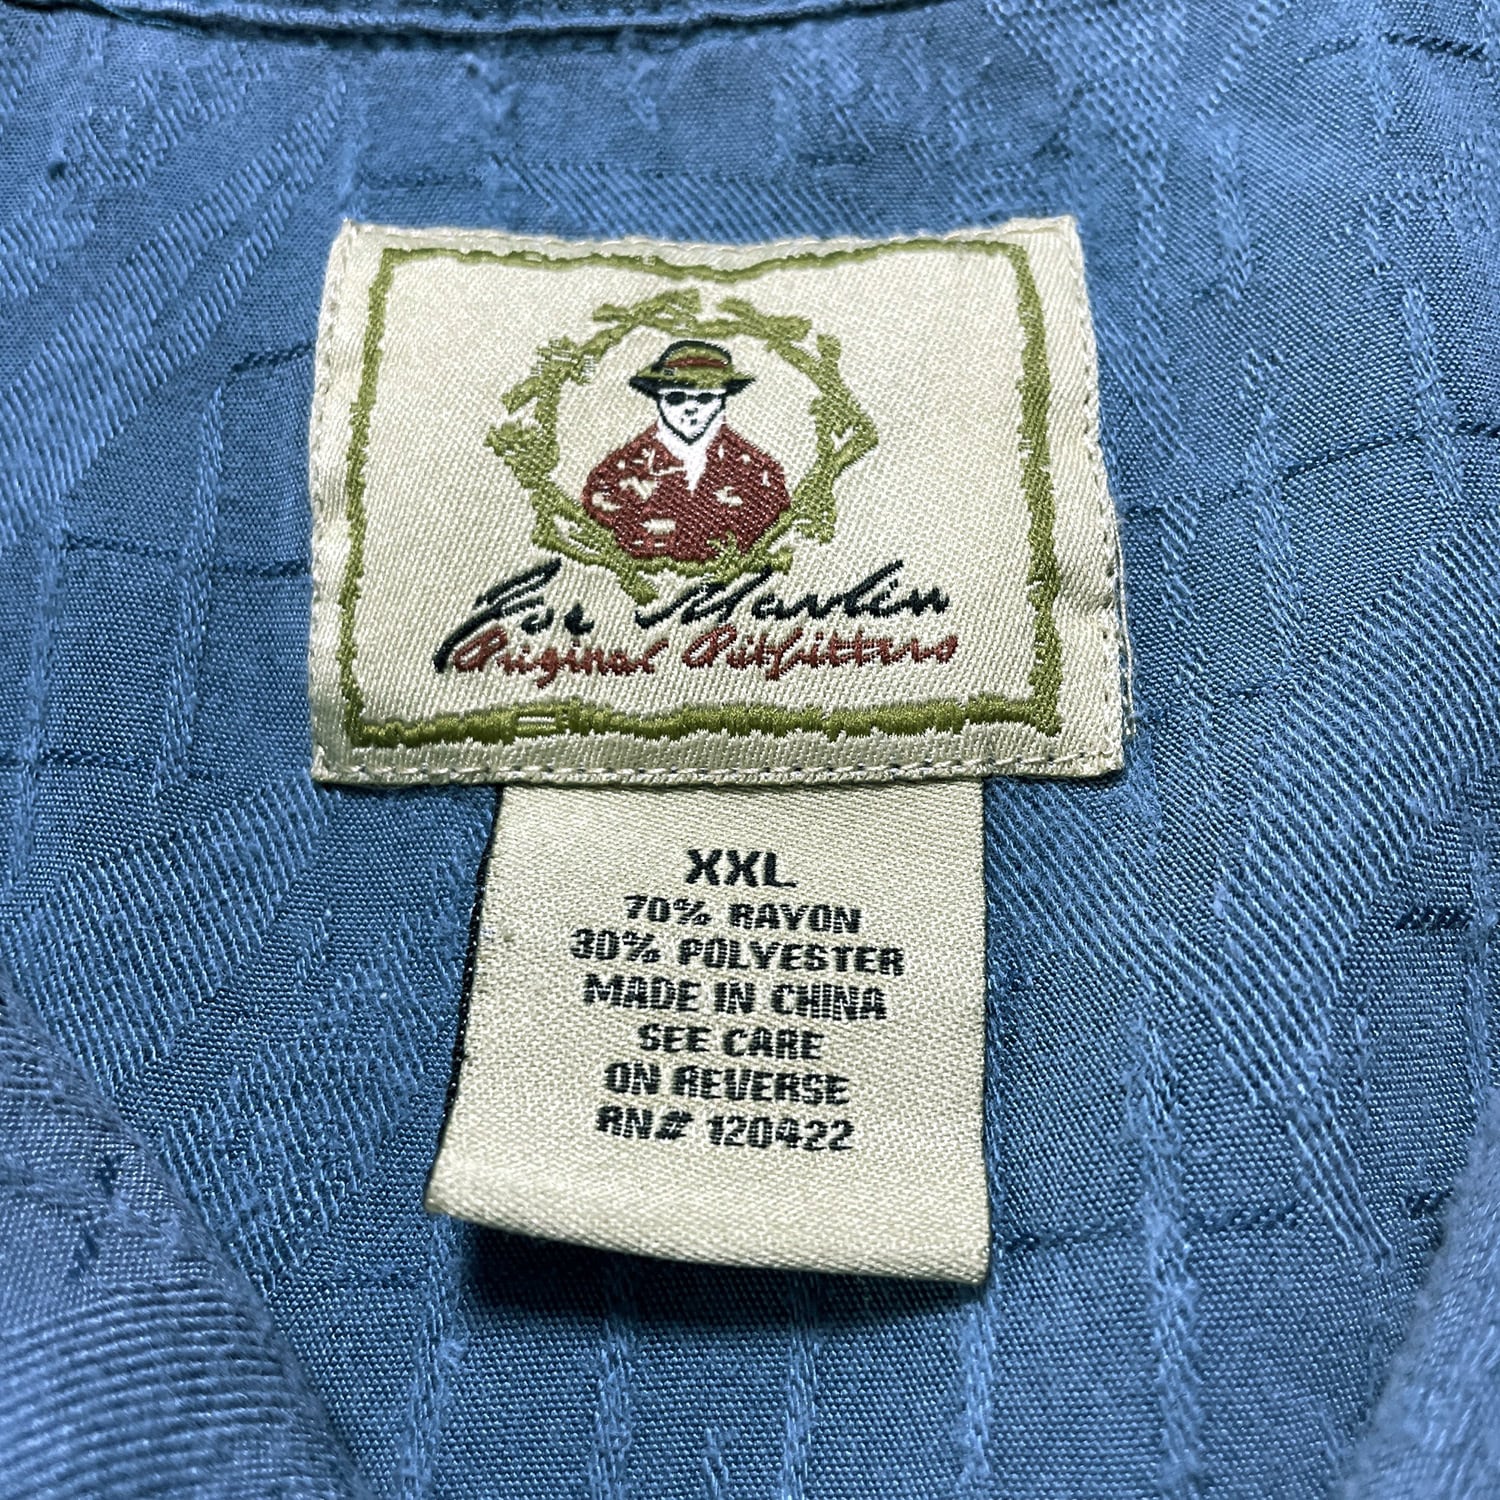 Joe Marlin
Original Outfitters
XXL
70% RAYON
30% POLYESTER
MADE IN CHINA
SEE CARE
ON REVERSE
RN# 120422